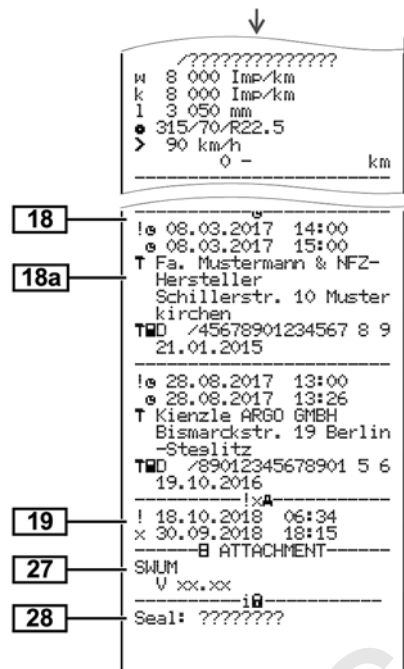 /??????????????
w 8 000 Imp/km
k 8 000 Imp/km
l 3 050 mm
● 315/70/R22.5
> 90 km/h
0 - km
18
! 08.03.2017 14:00
08.03.2017 15:00
18a
T Fa. Mustermann & NFZ-
Hersteller
Schillerstr. 10 Muster
kirchen
T D /45678901234567 8 9
21.01.2015
! 28.08.2017 13:00
28.08.2017 13:26
T Kienzle ARGO GMBH
Bismarckstr. 19 Berlin
-Steglitz
T D /89012345678901 5 6
19.10.2016
!x
19
! 18.10.2018 06:34
x 30.09.2018 18:15
ATTACHMENT
27
SWUM
V xx.xx
i
28
Seal: ????????